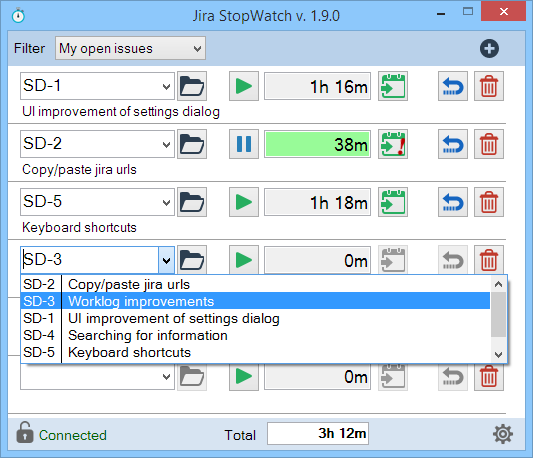 Jira StopWatch v. 1.9.0
Filter My open issues
SD-1 1h 16m
UI improvement of settings dialog
SD-2 38m
Copy/paste jira urls
SD-5 1h 18m
Keyboard shortcuts
SD-3 0m
SD-2 Copy/paste jira urls
SD-3 Worklog improvements
SD-1 UI improvement of settings dialog
SD-4 Searching for information
SD-5 Keyboard shortcuts
0m
Connected Total 3h 12m